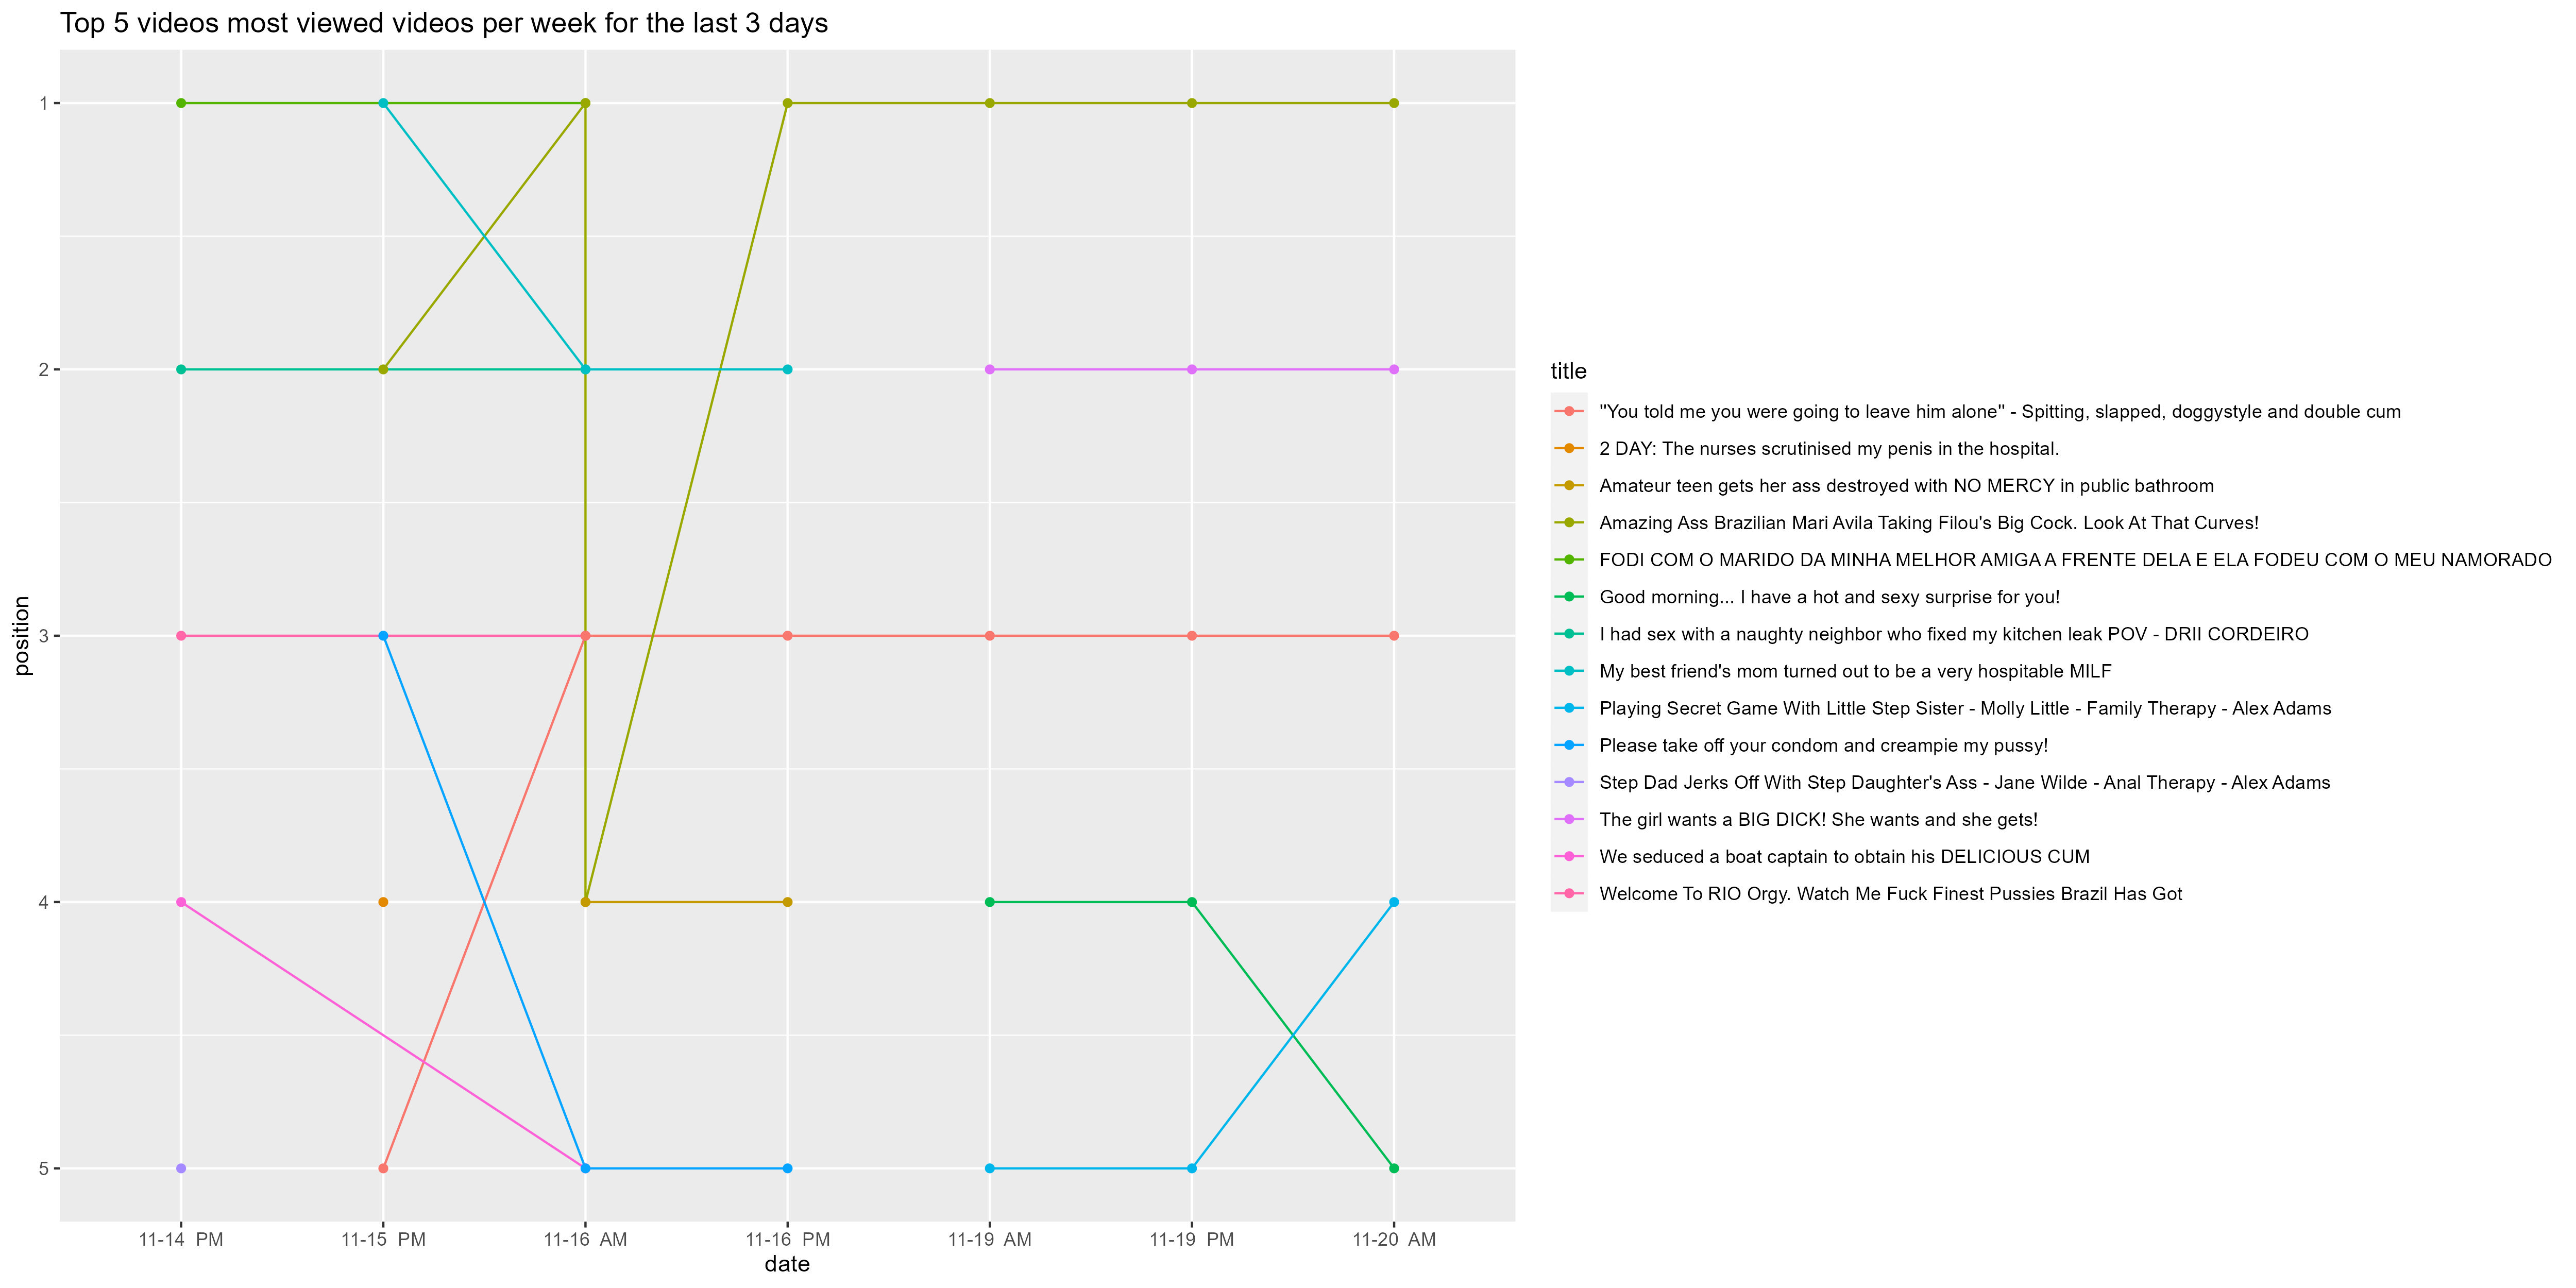 Top 5 videos most viewed videos per week for the last 3 days
position
1
2
3
4
5
11-14 PM
11-15 PM
11-16 AM
11-16 PM
11-19 AM
11-19 PM
11-20 AM
date
title
"You told me you were going to leave him alone" - Spitting, slapped, doggystyle and double cum
2 DAY: The nurses scrutinised my penis in the hospital.
Amateur teen gets her ass destroyed with NO MERCY in public bathroom
Amazing Ass Brazilian Mari Avila Taking Filou's Big Cock. Look At That Curves!
FODI COM O MARIDO DA MINHA MELHOR AMIGA A FRENTE DELA E ELA FODEU COM O MEU NAMORADO
Good morning... I have a hot and sexy surprise for you!
I had sex with a naughty neighbor who fixed my kitchen leak POV - DRII CORDEIRO
My best friend's mom turned out to be a very hospitable MILF
Playing Secret Game With Little Step Sister - Molly Little - Family Therapy - Alex Adams
Please take off your condom and creampie my pussy!
Step Dad Jerks Off With Step Daughter's Ass - Jane Wilde - Anal Therapy - Alex Adams
The girl wants a BIG DICK! She wants and she gets!
We seduced a boat captain to obtain his DELICIOUS CUM
Welcome To RIO Orgy. Watch Me Fuck Finest Pussies Brazil Has Got